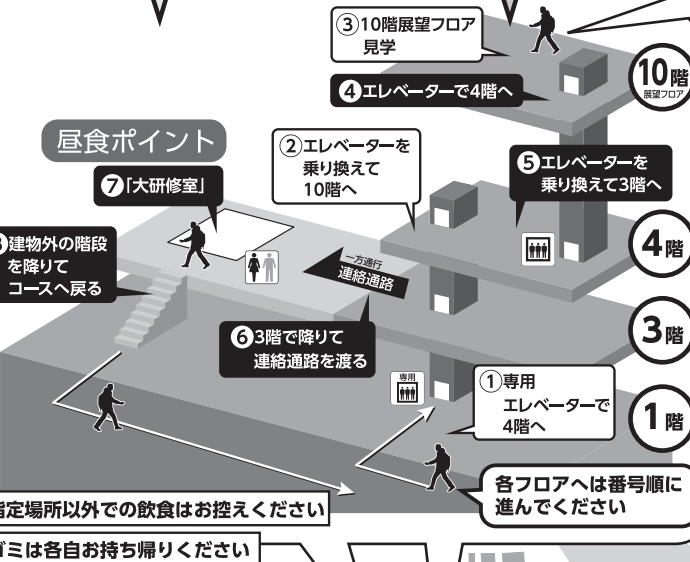 ③10階展望フロア
見学
❹エレベーターで4階へ
10階
展望フロア
昼食ポイント
②エレベーターを
乗り換えて
10階へ
❺エレベーターを
乗り換えて3階へ
❼「大研修室」
4階
建物外の階段
を降りて
コースへ戻る
一方通行
連絡通路
❻3階で降りて
連絡通路を渡る
3階
専用
①専用
エレベーターで
4階へ
1階
各フロアへは番号順に
進んでください
指定場所以外での飲食はお控えください
ゴミは各自お持ち帰りください